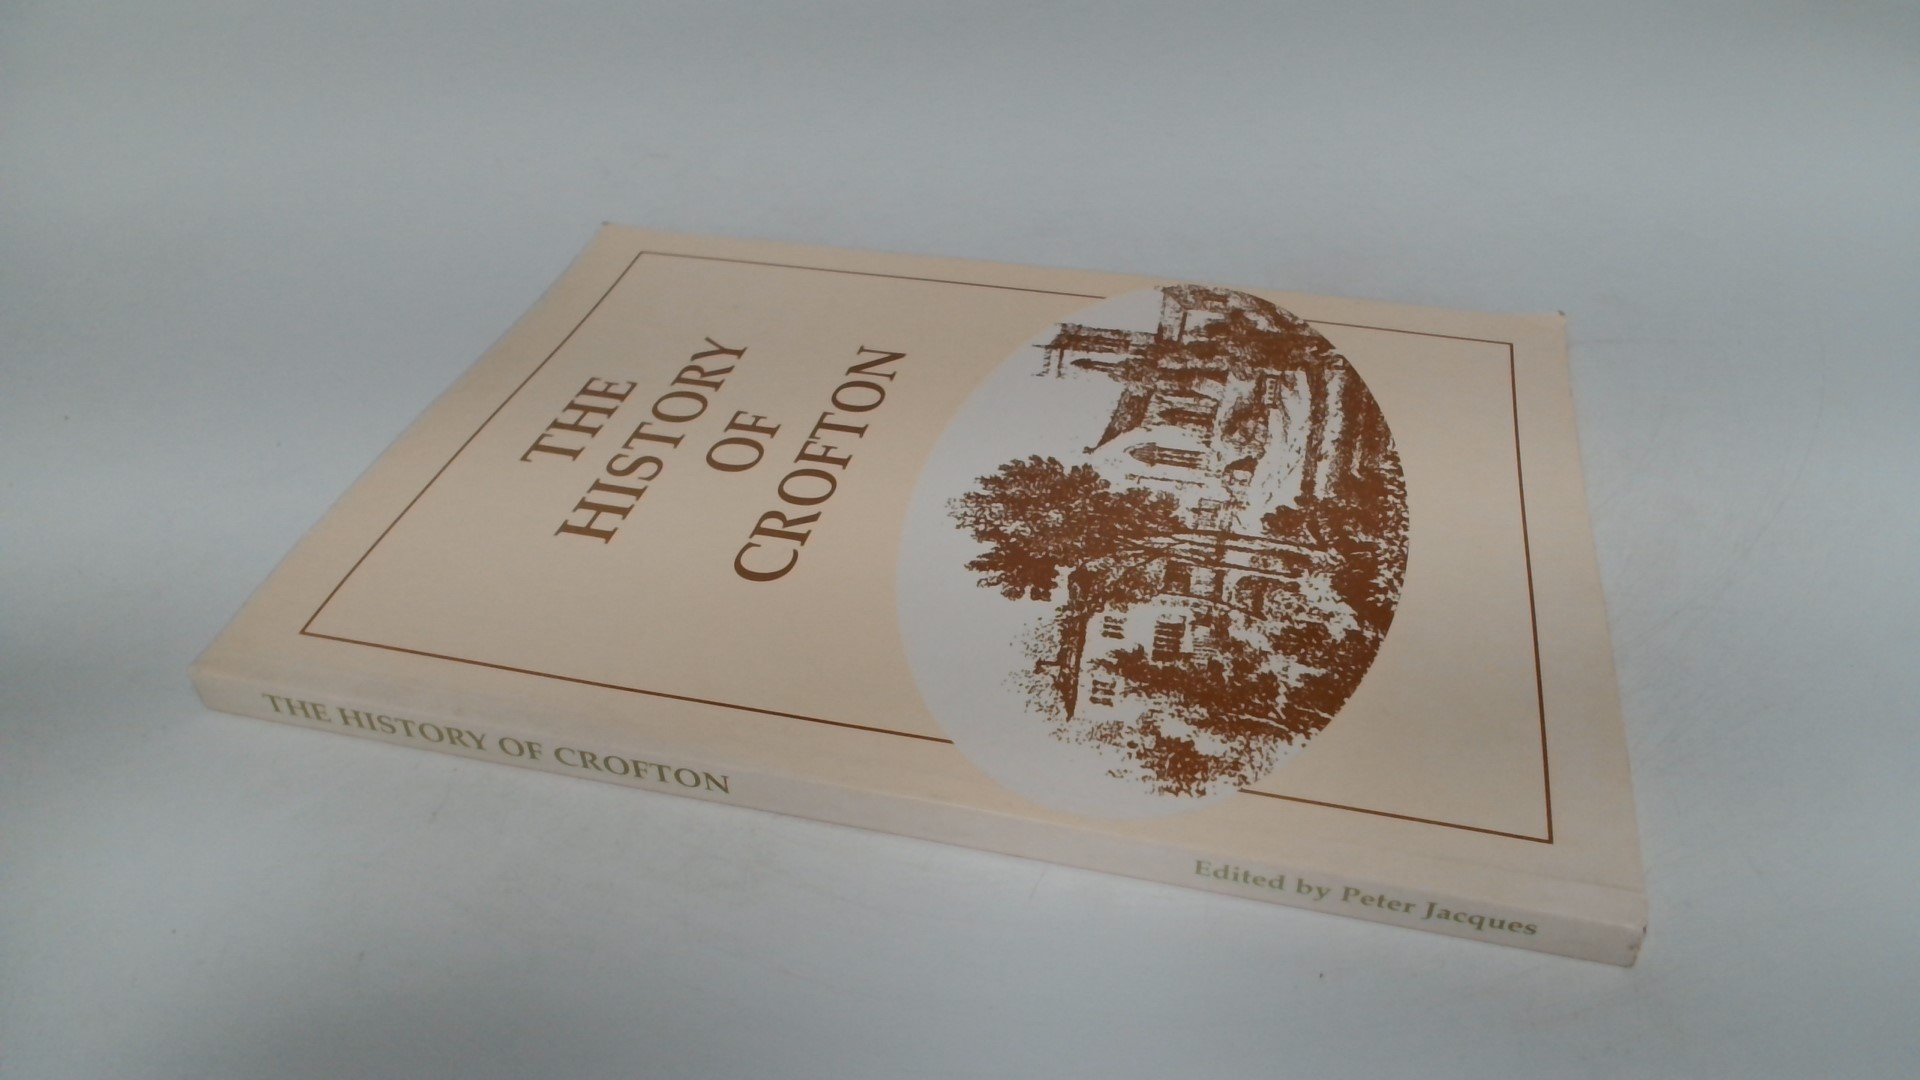 THE
HISTORY
OF
CROFTON
THE HISTORY OF CROFTON
Edited by Peter Jacques